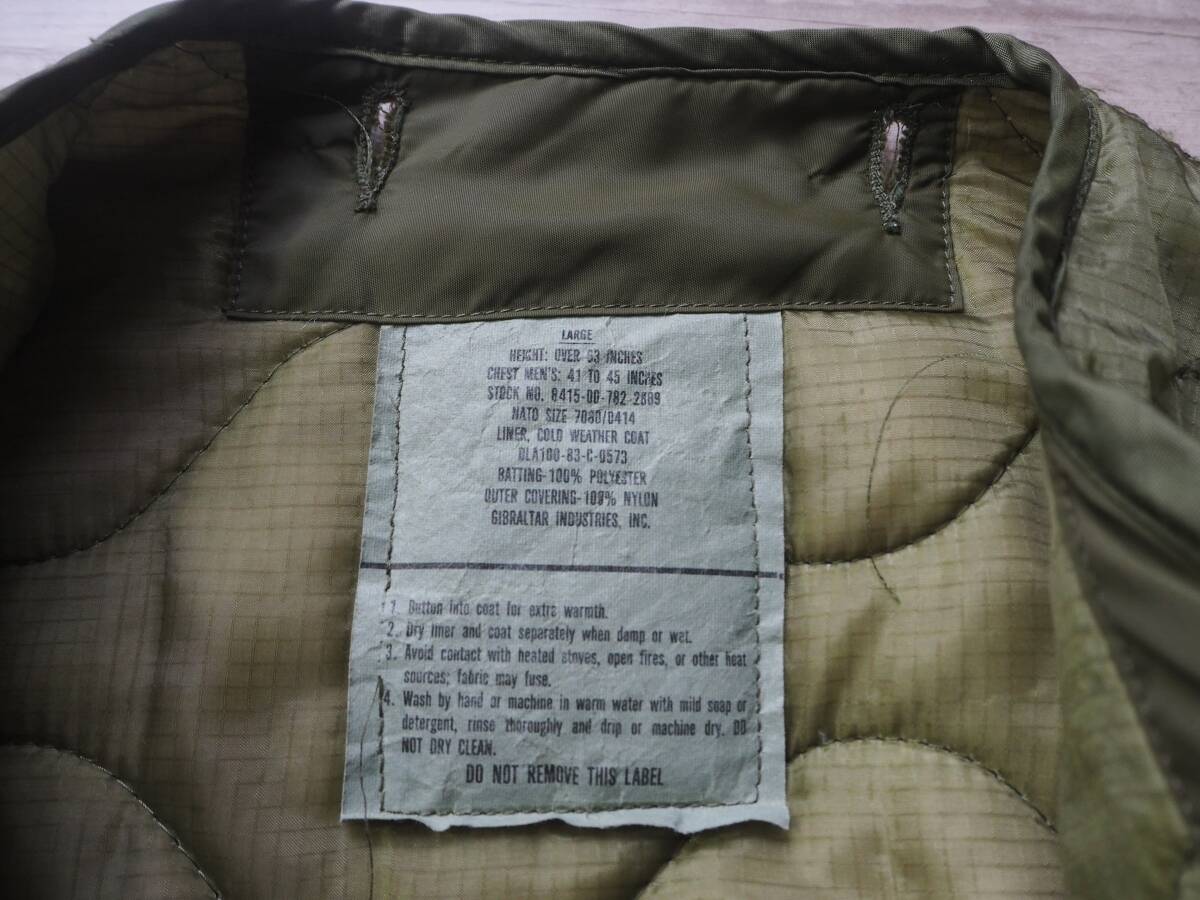 LARGE
HEIGHT: OVER 63 INCHES
CHEST MEN'S: 41 TO 45 INCHES
STOCK NO. 8415-00-782-2889
NATO SIZE 7080/0414
LINER, COLD WEATHER COAT
DLA100-83-C-0573
BATTING-100% POLYESTER
OUTER COVERING-100% NYLON
GIBRALTAR INDUSTRIES, INC.
1. Button into coat for extra warmth.
2. Dry liner and coat separately when damp or wet.
3. Avoid contact with heated stoves, open fires, or other heat
sources; fabric may fuse.
4. Wash by hand or machine in warm water with mild soap or
detergent, rinse thoroughly and drip or machine dry. DO
NOT DRY CLEAN.
DO NOT REMOVE THIS LABEL